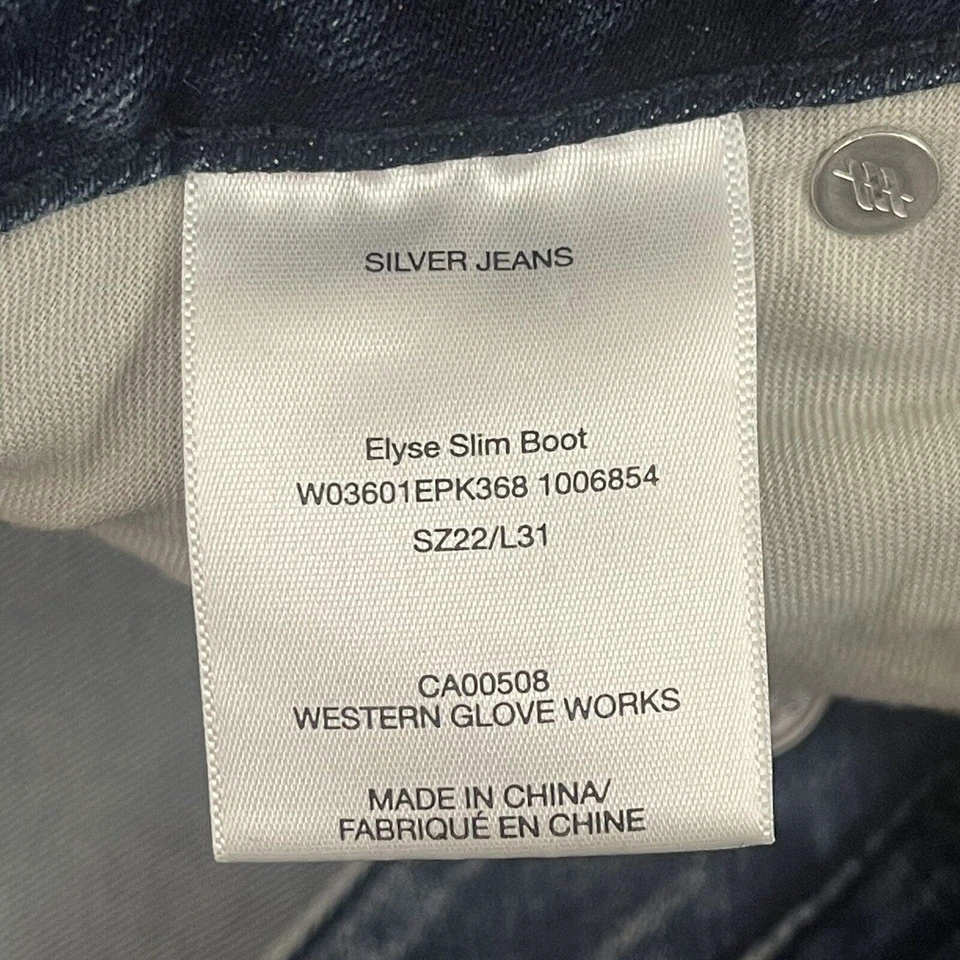 SILVER JEANS
Elyse Slim Boot
W03601EPK368 1006854
SZ22/L31
CA00508
WESTERN GLOVE WORKS
MADE IN CHINA/
FABRIQUÉ EN CHINE